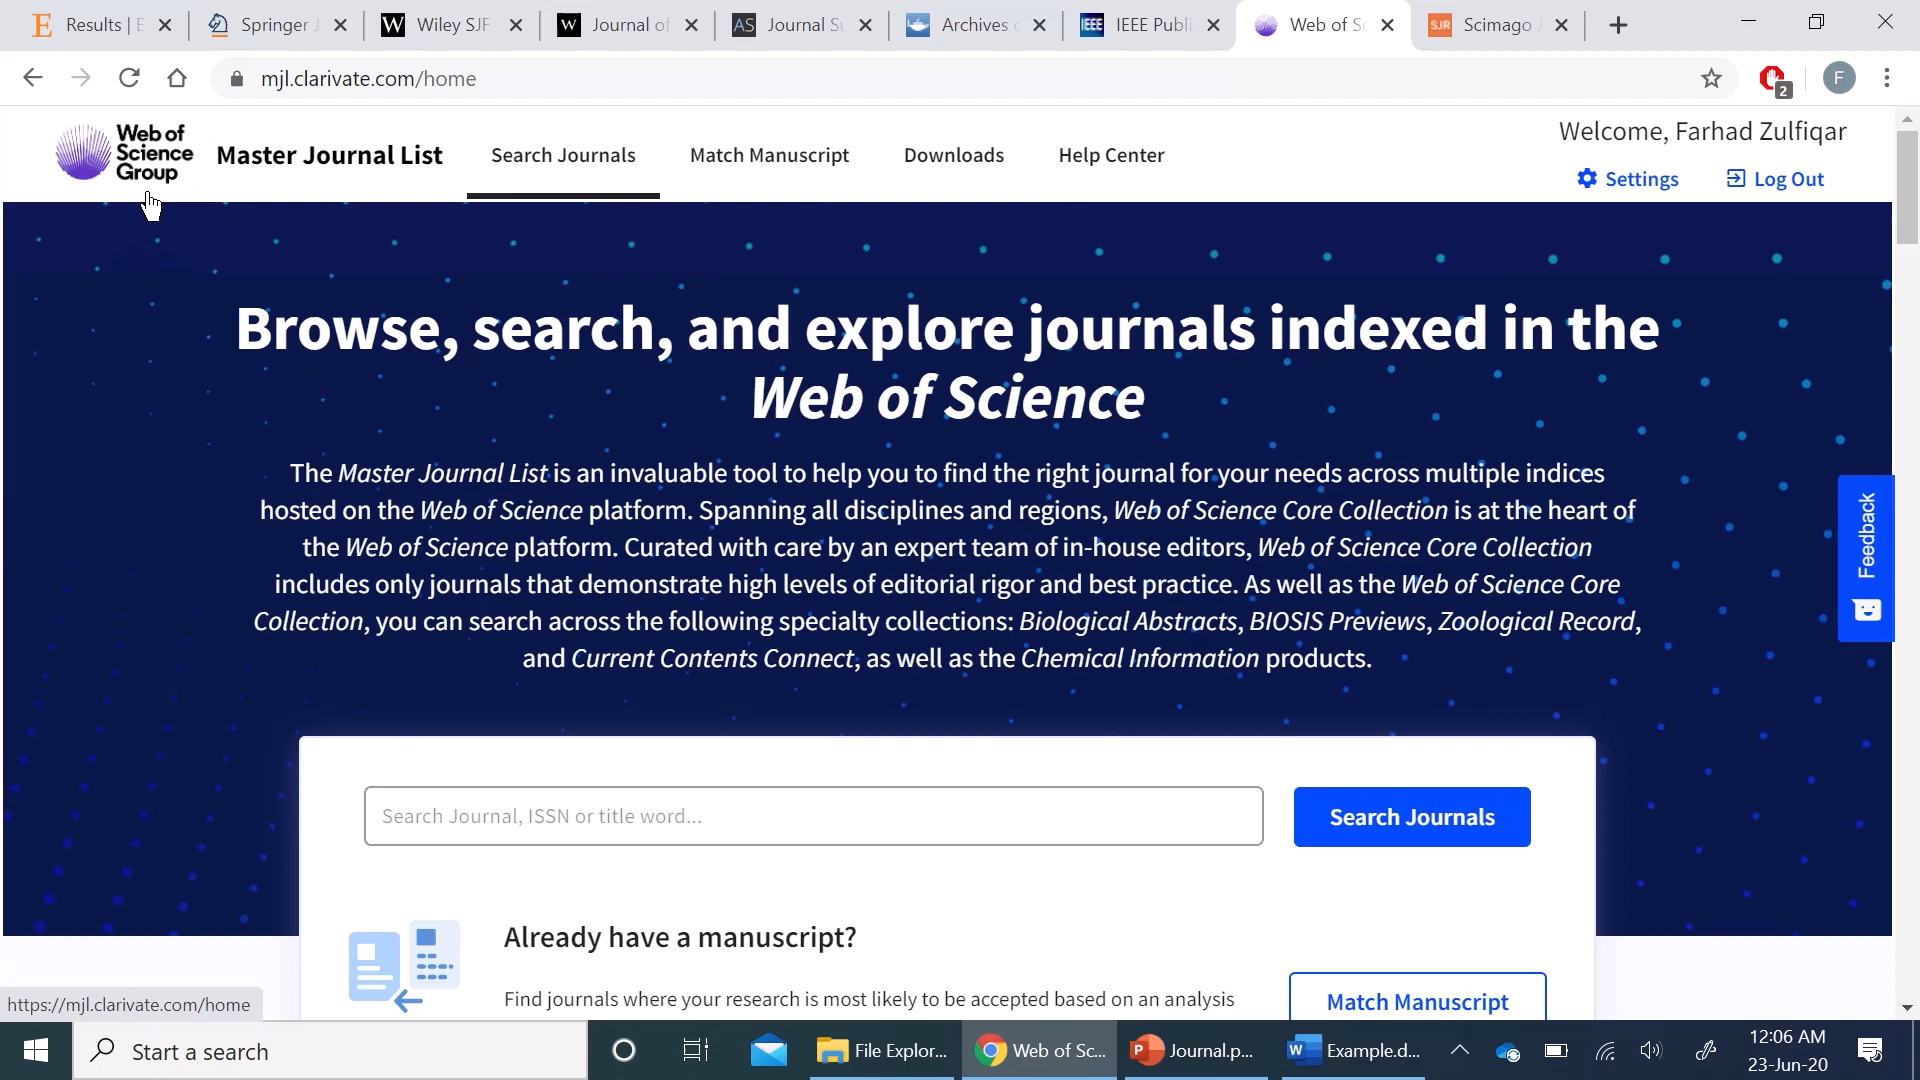 Results | E
Springer J
Wiley SJF
Journal of
AS Journal Su
Archives o
IEEE IEEE Publi
Web of Sc
SJR Scimago J
mjl.clarivate.com/home
2
F
Web of
Science
Group
Master Journal List
Search Journals
Match Manuscript
Downloads
Help Center
Welcome, Farhad Zulfiqar
Settings
Log Out
Browse, search, and explore journals indexed in the
Web of Science
The Master Journal List is an invaluable tool to help you to find the right journal for your needs across multiple indices
hosted on the Web of Science platform. Spanning all disciplines and regions, Web of Science Core Collection is at the heart of
the Web of Science platform. Curated with care by an expert team of in-house editors, Web of Science Core Collection
includes only journals that demonstrate high levels of editorial rigor and best practice. As well as the Web of Science Core
Collection, you can search across the following specialty collections: Biological Abstracts, BIOSIS Previews, Zoological Record,
and Current Contents Connect, as well as the Chemical Information products.
Feedback
Search Journal, ISSN or title word...
Search Journals
Already have a manuscript?
Find journals where your research is most likely to be accepted based on an analysis
Match Manuscript
https://mjl.clarivate.com/home
Start a search
File Explor...
Web of Sc...
Journal.p...
Example.d...
12:06 AM
23-Jun-20